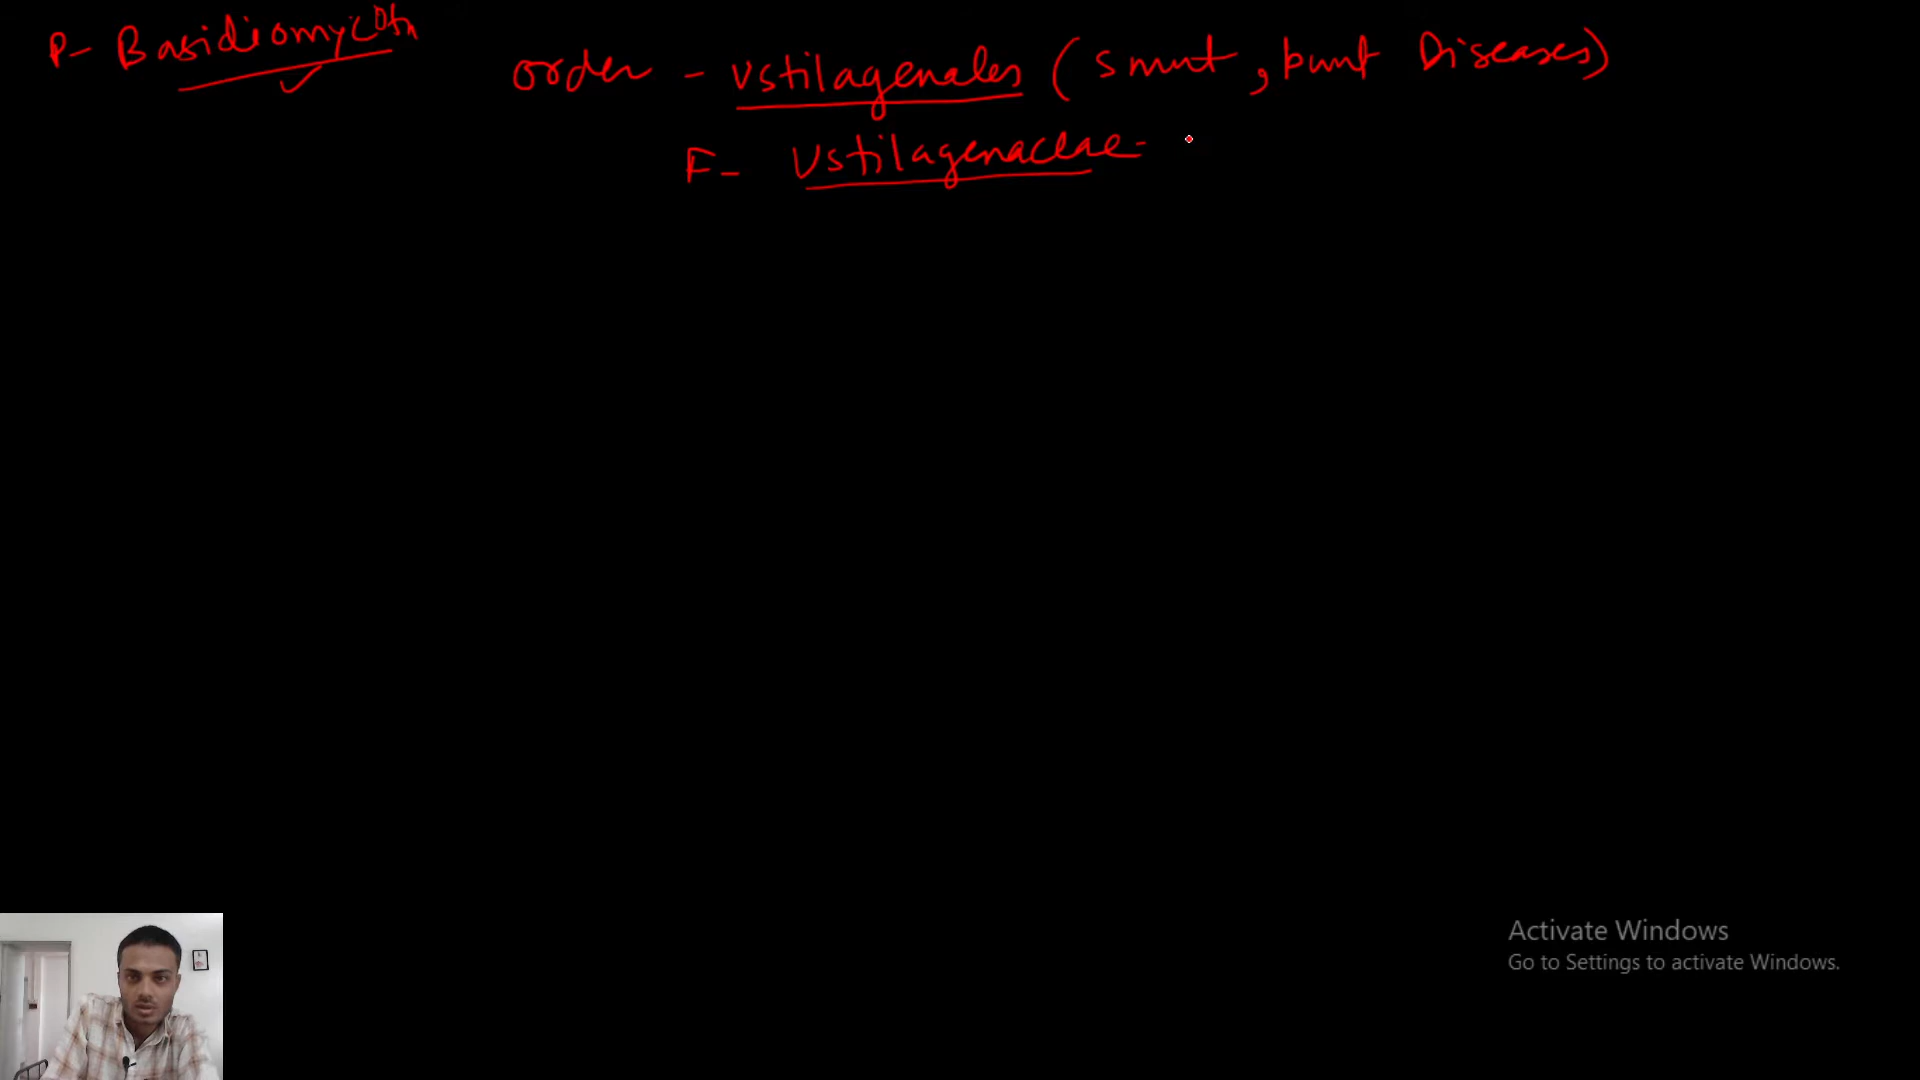 P- Basidiomycota
order - Ustilagenales (smut, bunt Diseases)
F- Ustilagenaceae-
Activate Windows
Go to Settings to activate Windows.